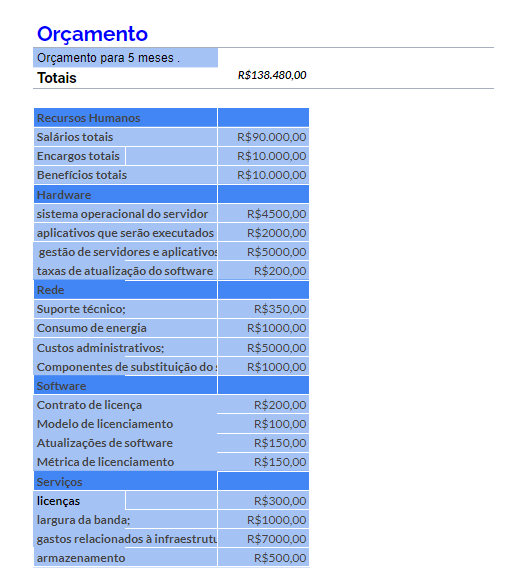 Orçamento
Orçamento para 5 meses .
Totais R$138.480,00
Recursos Humanos
Salários totais R$90.000,00
Encargos totais R$10.000,00
Benefícios totais R$10.000,00
Hardware
sistema operacional do servidor R$4500,00
aplicativos que serão executados R$2000,00
gestão de servidores e aplicativos R$5000,00
taxas de atualização do software R$200,00
Rede
Suporte técnico; R$350,00
Consumo de energia R$1000,00
Custos administrativos; R$5000,00
Componentes de substituição do R$1000,00
Software
Contrato de licença R$200,00
Modelo de licenciamento R$100,00
Atualizações de software R$150,00
Métrica de licenciamento R$150,00
Serviços
licenças R$300,00
largura da banda; R$1000,00
gastos relacionados à infraestrutu R$7000,00
armazenamento R$500,00